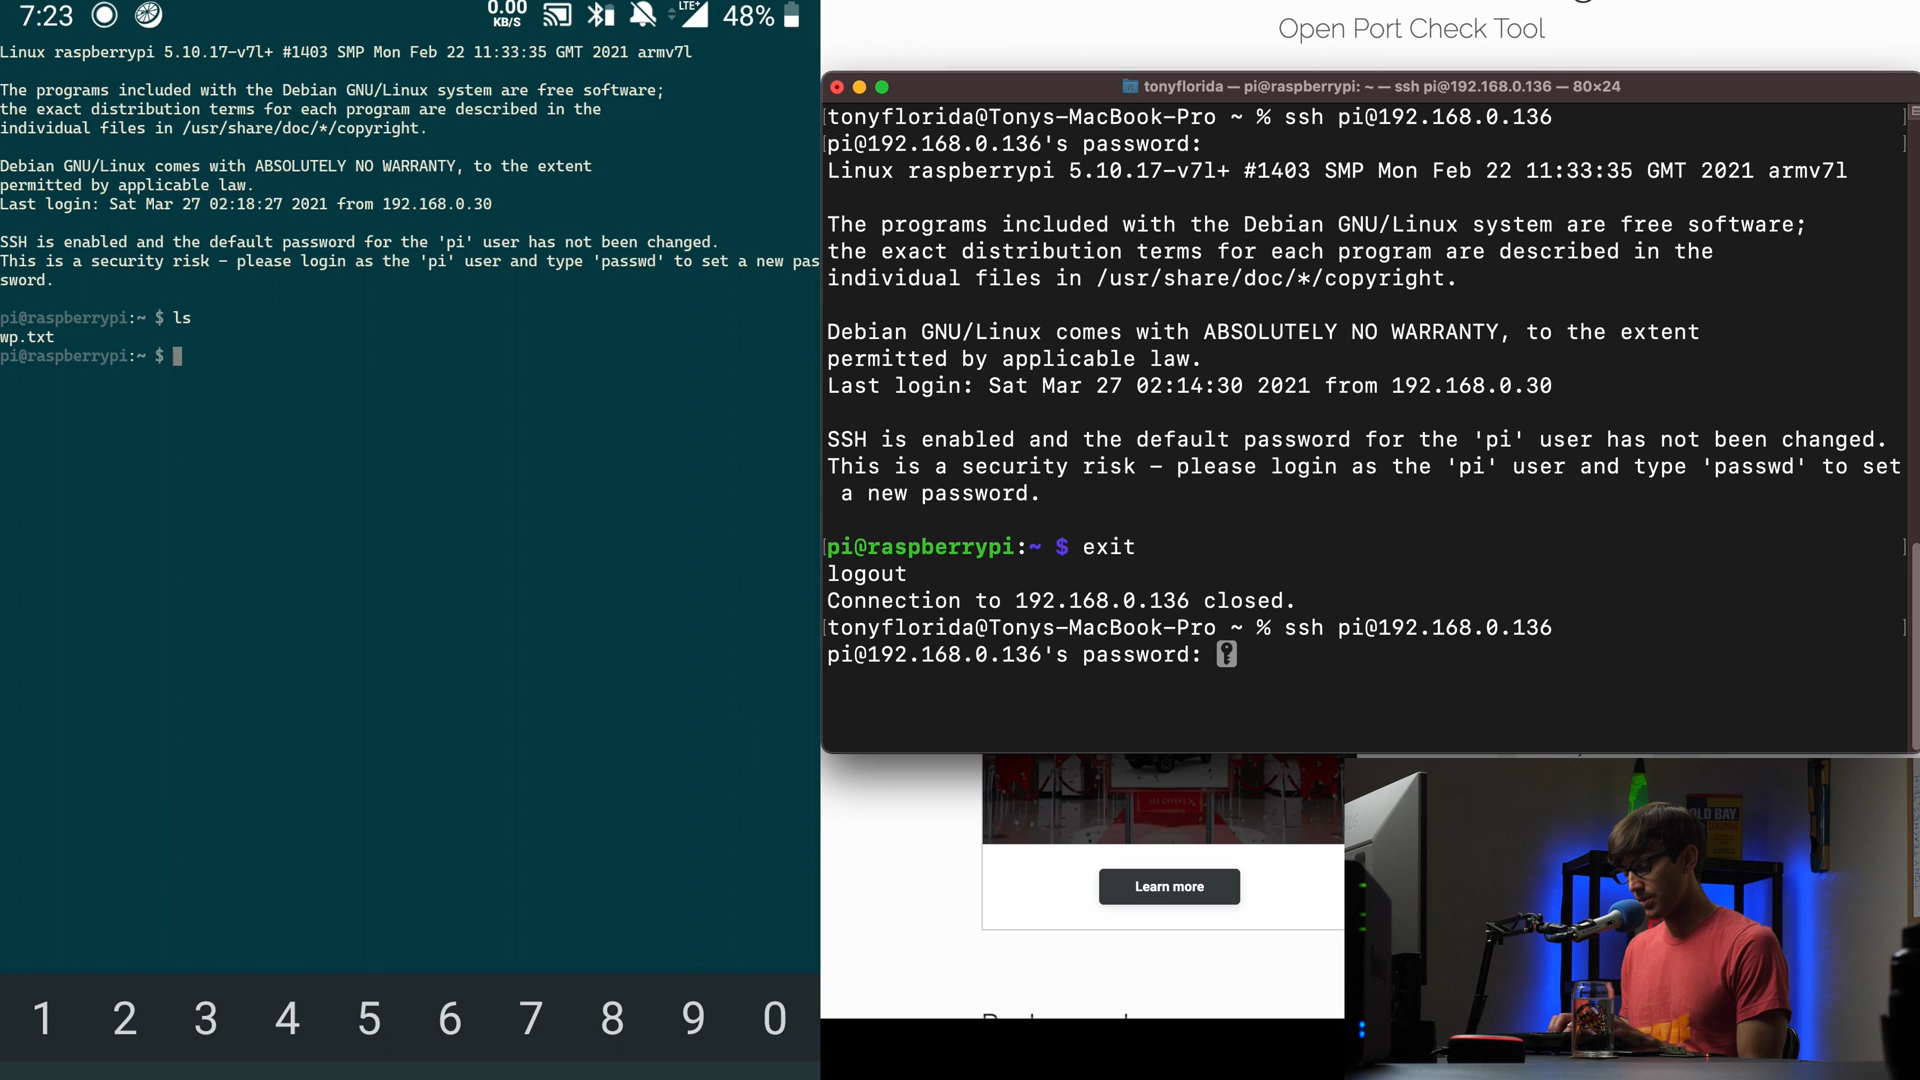 7:23
0.00
KB/S
LTE+
48%
Linux raspberrypi 5.10.17-v7l+ #1403 SMP Mon Feb 22 11:33:35 GMT 2021 armv7l
The programs included with the Debian GNU/Linux system are free software;
the exact distribution terms for each program are described in the
individual files in /usr/share/doc/*/copyright.
Debian GNU/Linux comes with ABSOLUTELY NO WARRANTY, to the extent
permitted by applicable law.
Last login: Sat Mar 27 02:18:27 2021 from 192.168.0.30
SSH is enabled and the default password for the 'pi' user has not been changed.
This is a security risk - please login as the 'pi' user and type 'passwd' to set a new pas
sword.
pi@raspberrypi:~ $ ls
wp.txt
pi@raspberrypi:~ $
1 2 3 4 5 6 7 8 9 0
Open Port Check Tool
tonyflorida — pi@raspberrypi: ~ — ssh pi@192.168.0.136 — 80×24
[tonyflorida@Tonys-MacBook-Pro ~ % ssh pi@192.168.0.136 ]
[pi@192.168.0.136's password: ]
Linux raspberrypi 5.10.17-v7l+ #1403 SMP Mon Feb 22 11:33:35 GMT 2021 armv7l
The programs included with the Debian GNU/Linux system are free software;
the exact distribution terms for each program are described in the
individual files in /usr/share/doc/*/copyright.
Debian GNU/Linux comes with ABSOLUTELY NO WARRANTY, to the extent
permitted by applicable law.
Last login: Sat Mar 27 02:14:30 2021 from 192.168.0.30
SSH is enabled and the default password for the 'pi' user has not been changed.
This is a security risk - please login as the 'pi' user and type 'passwd' to set
a new password.
[pi@raspberrypi:~ $ exit ]
logout
Connection to 192.168.0.136 closed.
[tonyflorida@Tonys-MacBook-Pro ~ % ssh pi@192.168.0.136 ]
pi@192.168.0.136's password:
SEE OFFERS
Learn more
OLD BAY